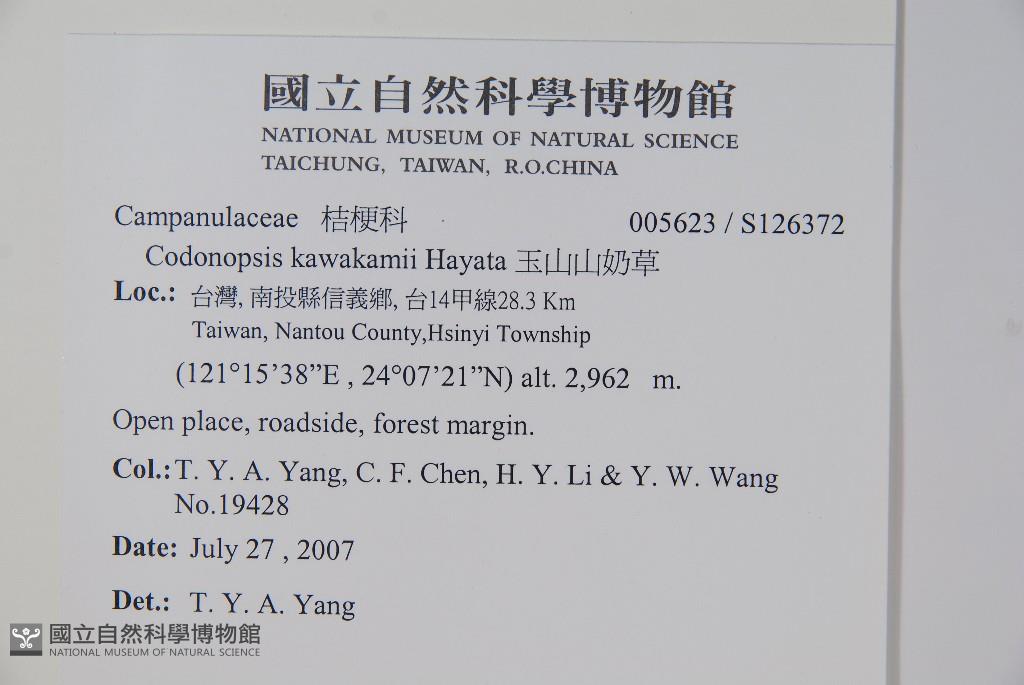 國立自然科學博物館
NATIONAL MUSEUM OF NATURAL SCIENCE
TAICHUNG, TAIWAN, R.O.CHINA
Campanulaceae 桔梗科 005623 / S126372
Codonopsis kawakamii Hayata 玉山山奶草
Loc.: 台灣, 南投縣信義鄉, 台14甲線28.3 Km
Taiwan, Nantou County,Hsinyi Township
(121°15’38”E , 24°07’21”N) alt. 2,962 m.
Open place, roadside, forest margin.
Col.: T. Y. A. Yang, C. F. Chen, H. Y. Li & Y. W. Wang
No.19428
Date: July 27 , 2007
Det.: T. Y. A. Yang
國立自然科學博物館
NATIONAL MUSEUM OF NATURAL SCIENCE